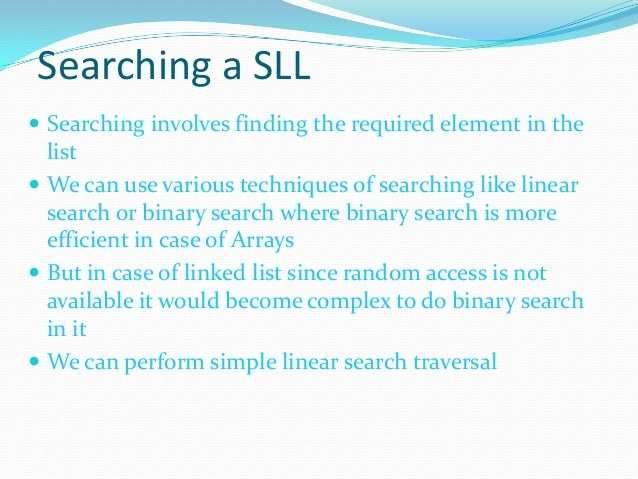 Searching a SLL
• Searching involves finding the required element in the
list
• We can use various techniques of searching like linear
search or binary search where binary search is more
efficient in case of Arrays
• But in case of linked list since random access is not
available it would become complex to do binary search
in it
• We can perform simple linear search traversal